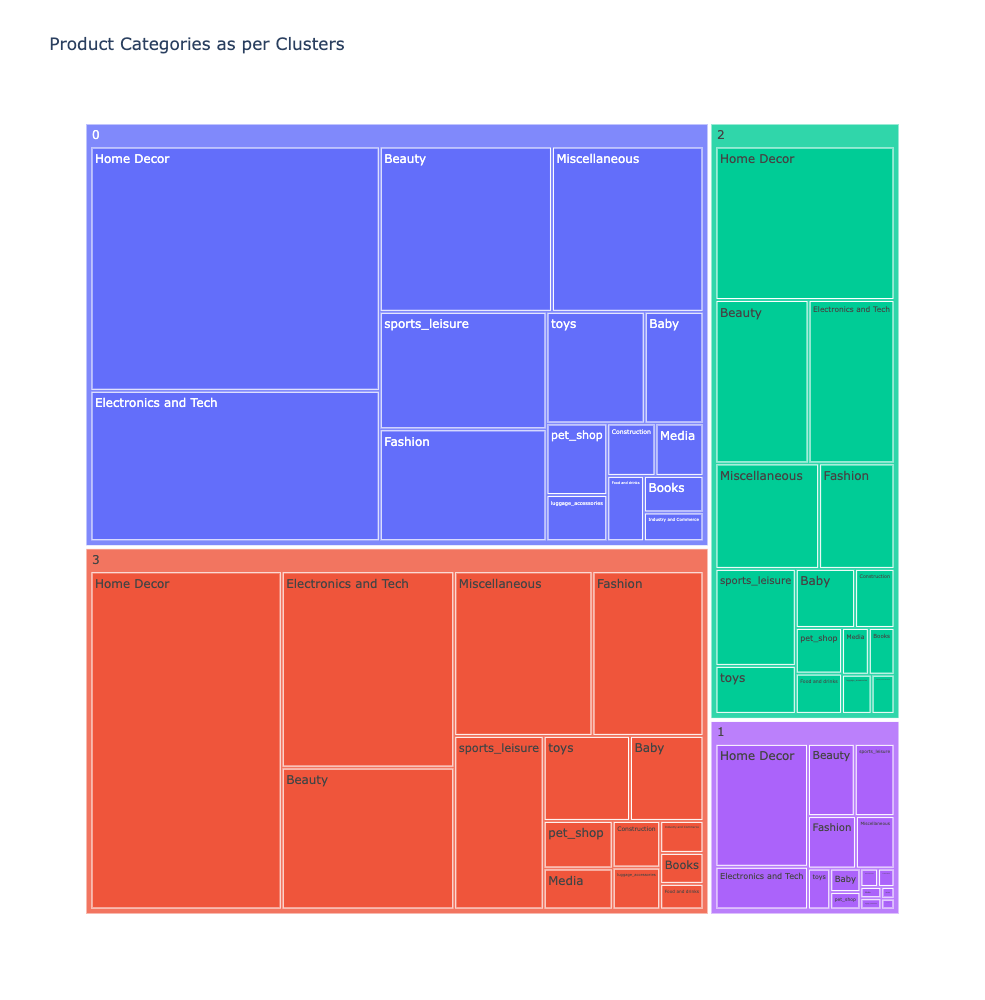 Product Categories as per Clusters
0
Home Decor
Beauty
Miscellaneous
sports_leisure
toys
Baby
Electronics and Tech
Fashion
pet_shop
Construction
Media
Food and drinks
Books
luggage_accessories
Industry and Commerce
2
Home Decor
Beauty
Electronics and Tech
Miscellaneous
Fashion
sports_leisure
Baby
Construction
pet_shop
Media
Books
toys
Food and drinks
3
Home Decor
Electronics and Tech
Miscellaneous
Fashion
sports_leisure
toys
Baby
Beauty
pet_shop
Construction
Books
Media
luggage_accessories
Food and drinks
1
Home Decor
Beauty
sports_leisure
Fashion
Miscellaneous
Electronics and Tech
toys
Baby
pet_shop